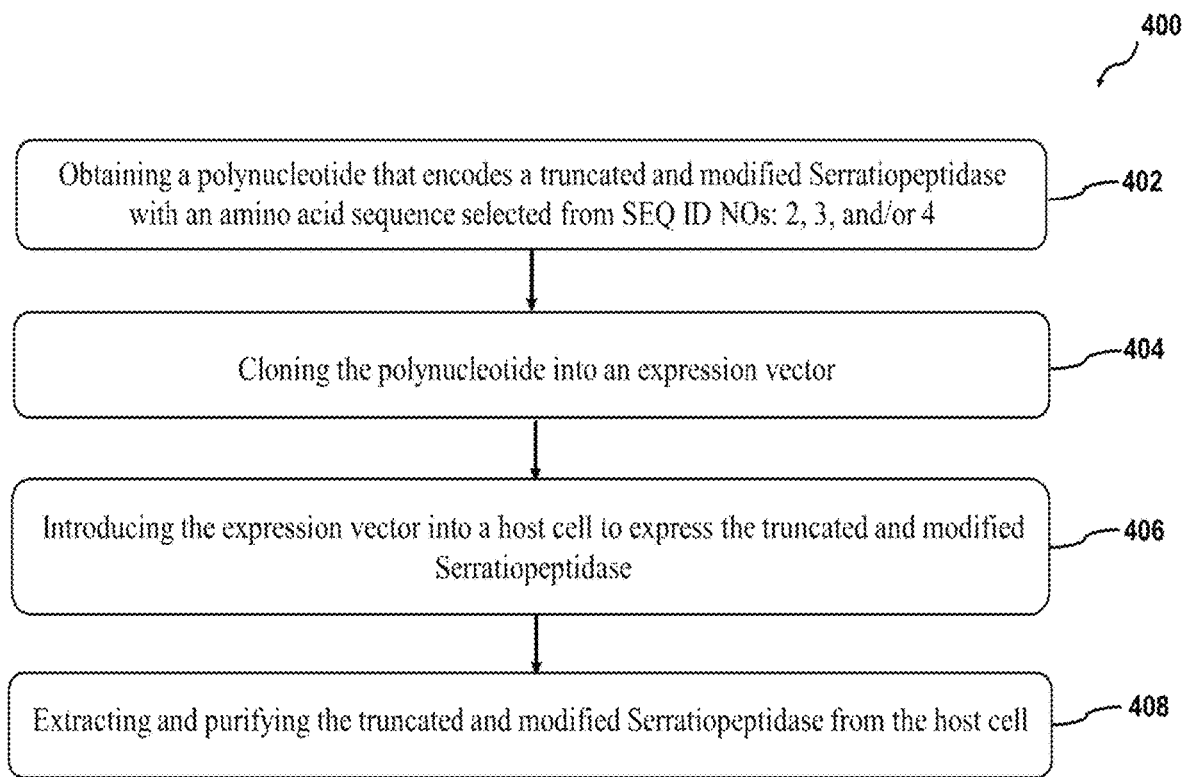 400
Obtaining a polynucleotide that encodes a truncated and modified Serratiopeptidase
with an amino acid sequence selected from SEQ ID NOs: 2, 3, and/or 4
402
Cloning the polynucleotide into an expression vector
404
Introducing the expression vector into a host cell to express the truncated and modified
Serratiopeptidase
406
Extracting and purifying the truncated and modified Serratiopeptidase from the host cell
408